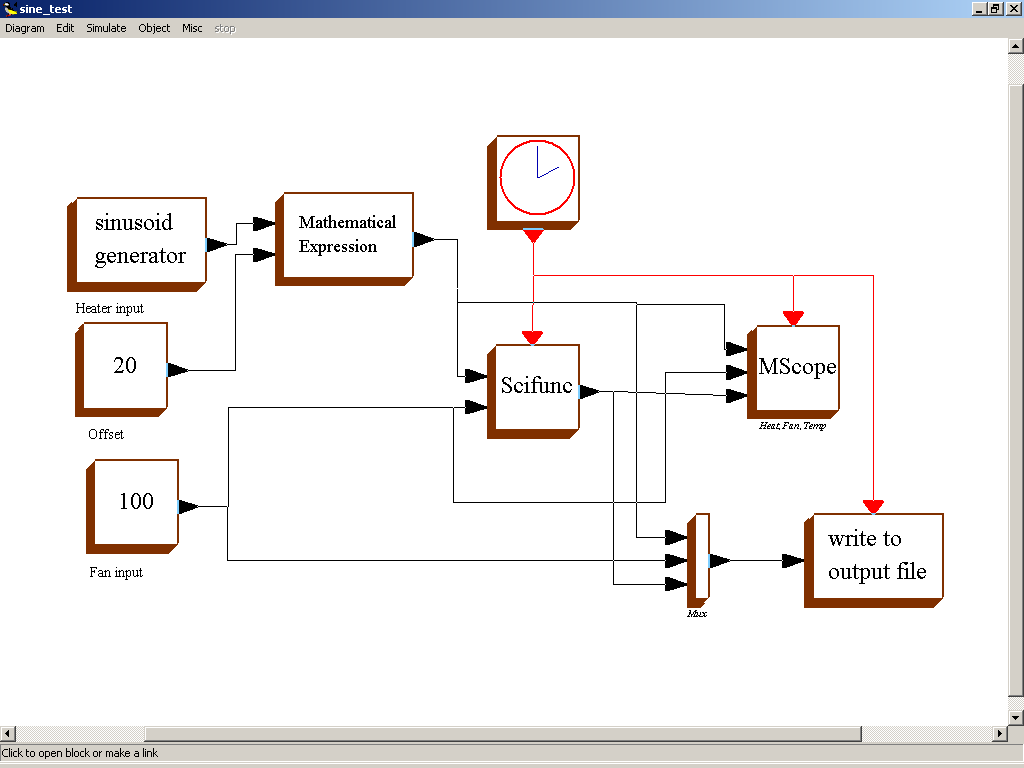 sine_test
Diagram Edit Simulate Object Misc stop
sinusoid
generator
Heater input
Mathematical
Expression
20
Offset
Scifunc
MScope
Heat, Fan, Temp
100
Fan input
write to
output file
Mux
Click to open block or make a link